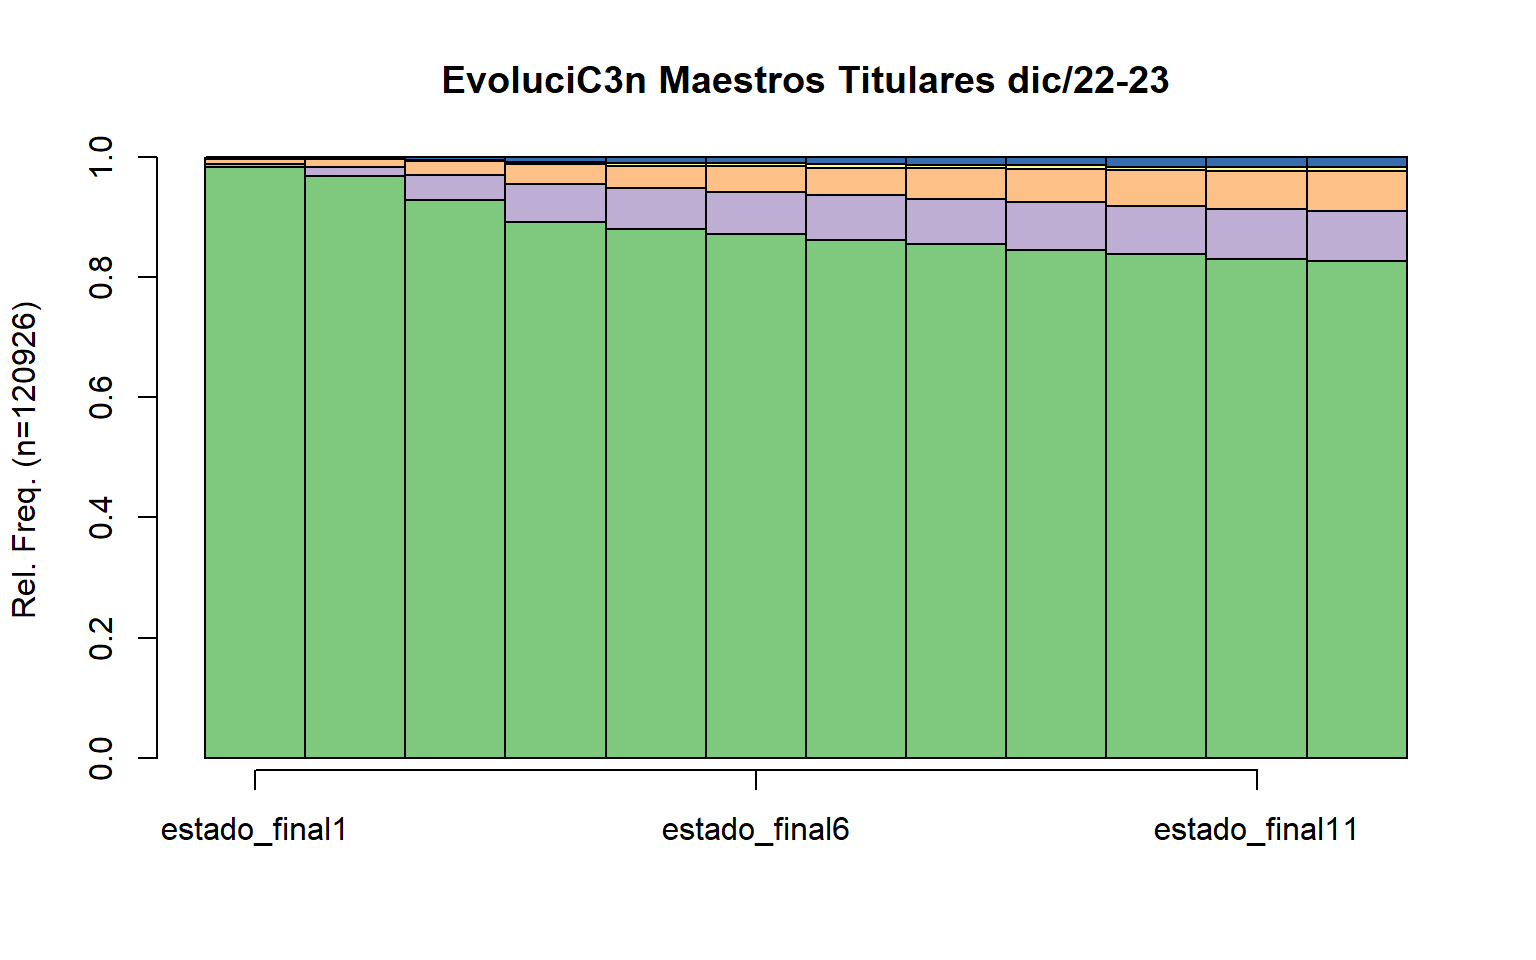 EvoluciC3n Maestros Titulares dic/22-23
Rel. Freq. (n=120926)
1.0
0.8
0.6
0.4
0.2
0.0
estado_final1
estado_final6
estado_final11